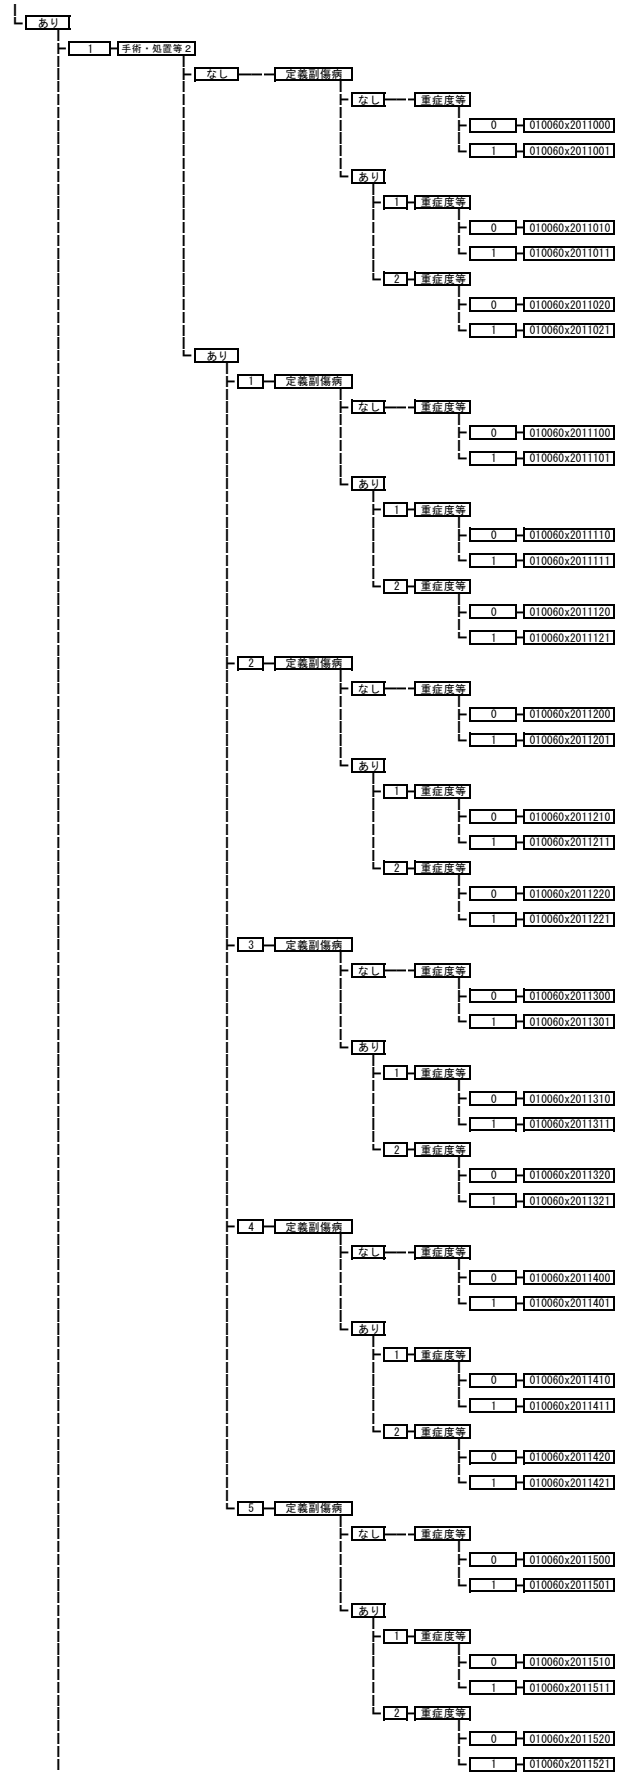 あり
1 手術・処置等2
なし 定義副傷病
なし 重症度等
0 010060x2011000
1 010060x2011001
あり
1 重症度等
0 010060x2011010
1 010060x2011011
2 重症度等
0 010060x2011020
1 010060x2011021
あり
1 定義副傷病
なし 重症度等
0 010060x2011100
1 010060x2011101
あり
1 重症度等
0 010060x2011110
1 010060x2011111
2 重症度等
0 010060x2011120
1 010060x2011121
2 定義副傷病
なし 重症度等
0 010060x2011200
1 010060x2011201
あり
1 重症度等
0 010060x2011210
1 010060x2011211
2 重症度等
0 010060x2011220
1 010060x2011221
3 定義副傷病
なし 重症度等
0 010060x2011300
1 010060x2011301
あり
1 重症度等
0 010060x2011310
1 010060x2011311
2 重症度等
0 010060x2011320
1 010060x2011321
4 定義副傷病
なし 重症度等
0 010060x2011400
1 010060x2011401
あり
1 重症度等
0 010060x2011410
1 010060x2011411
2 重症度等
0 010060x2011420
1 010060x2011421
5 定義副傷病
なし 重症度等
0 010060x2011500
1 010060x2011501
あり
1 重症度等
0 010060x2011510
1 010060x2011511
2 重症度等
0 010060x2011520
1 010060x2011521